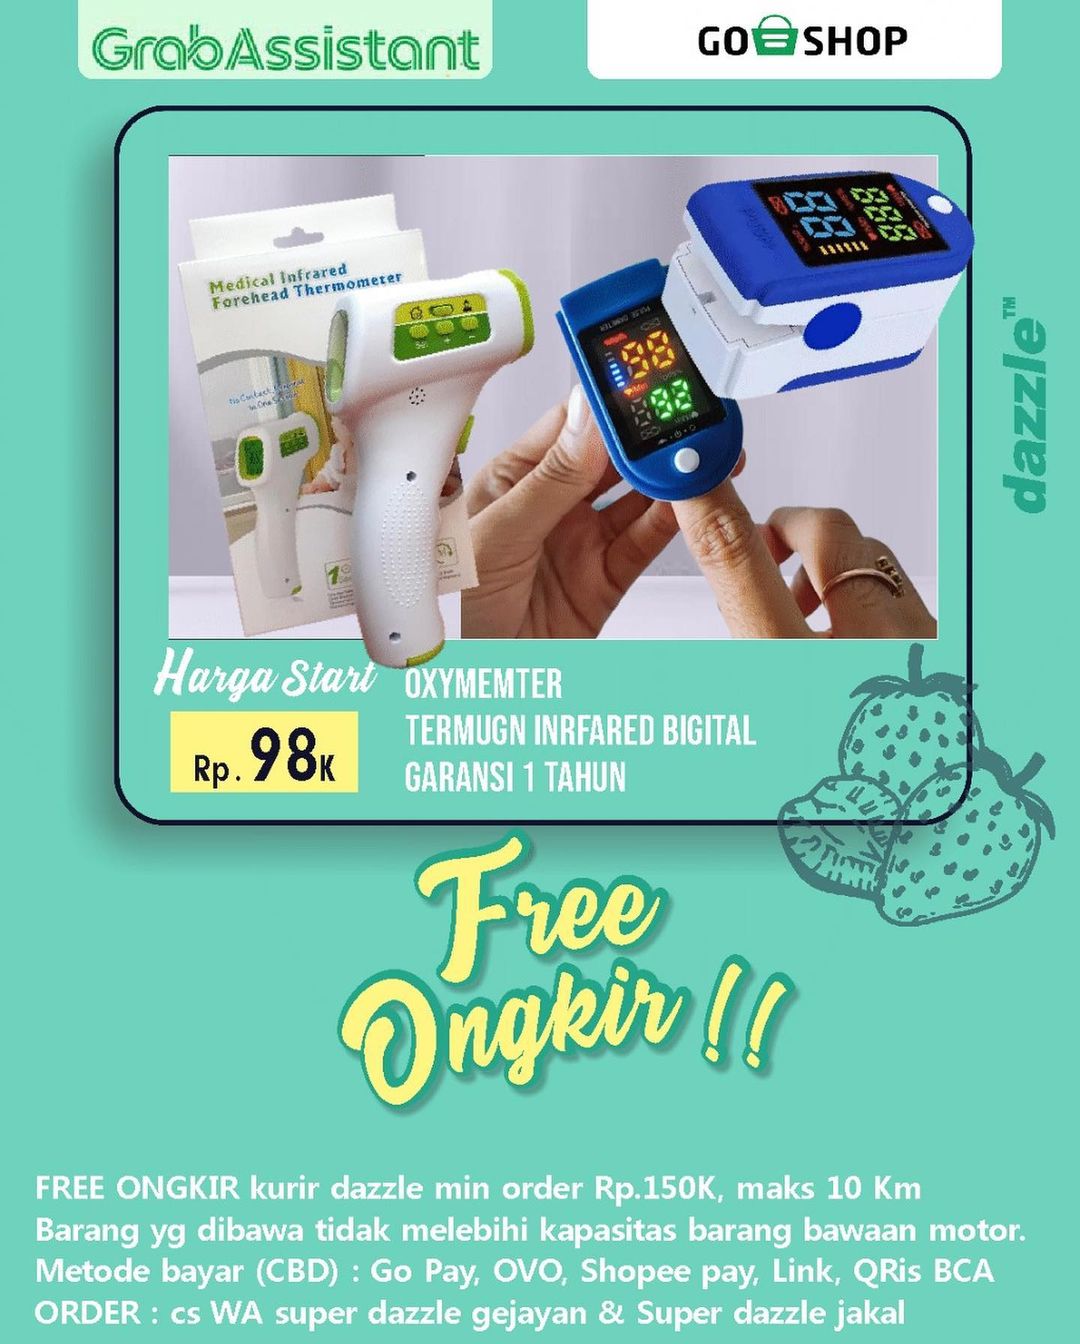 GrabAssistant
GO SHOP
Medical Infrared
Forehead Thermometer
dazzle™
Harga Start
Rp. 98K
OXYMEMTER
TERMUGN INRFARED BIGITAL
GARANSI 1 TAHUN
Free
Ongkir !!
FREE ONGKIR kurir dazzle min order Rp.150K, maks 10 Km
Barang yg dibawa tidak melebihi kapasitas barang bawaan motor.
Metode bayar (CBD) : Go Pay, OVO, Shopee pay, Link, QRis BCA
ORDER : cs WA super dazzle gejayan & Super dazzle jakal